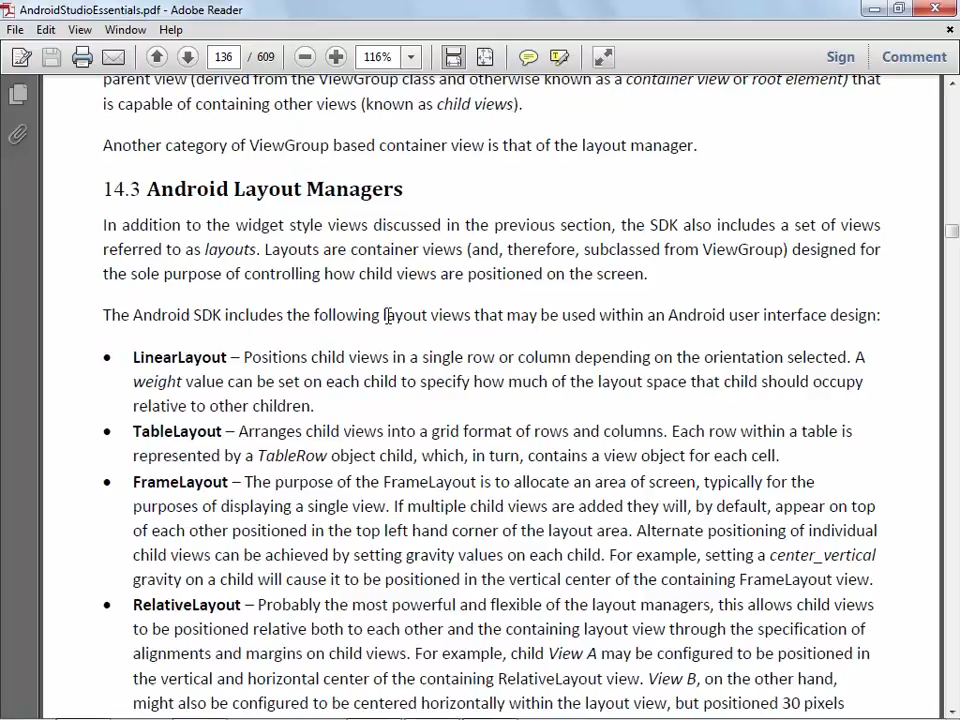 AndroidStudioEssentials.pdf - Adobe Reader
File Edit View Window Help
136 / 609 116% Sign Comment
parent view (derived from the ViewGroup class and otherwise known as a container view or root element) that
is capable of containing other views (known as child views).
Another category of ViewGroup based container view is that of the layout manager.
14.3 Android Layout Managers
In addition to the widget style views discussed in the previous section, the SDK also includes a set of views
referred to as layouts. Layouts are container views (and, therefore, subclassed from ViewGroup) designed for
the sole purpose of controlling how child views are positioned on the screen.
The Android SDK includes the following layout views that may be used within an Android user interface design:
• LinearLayout – Positions child views in a single row or column depending on the orientation selected. A
weight value can be set on each child to specify how much of the layout space that child should occupy
relative to other children.
• TableLayout – Arranges child views into a grid format of rows and columns. Each row within a table is
represented by a TableRow object child, which, in turn, contains a view object for each cell.
• FrameLayout – The purpose of the FrameLayout is to allocate an area of screen, typically for the
purposes of displaying a single view. If multiple child views are added they will, by default, appear on top
of each other positioned in the top left hand corner of the layout area. Alternate positioning of individual
child views can be achieved by setting gravity values on each child. For example, setting a center_vertical
gravity on a child will cause it to be positioned in the vertical center of the containing FrameLayout view.
• RelativeLayout – Probably the most powerful and flexible of the layout managers, this allows child views
to be positioned relative both to each other and the containing layout view through the specification of
alignments and margins on child views. For example, child View A may be configured to be positioned in
the vertical and horizontal center of the containing RelativeLayout view. View B, on the other hand,
might also be configured to be centered horizontally within the layout view, but positioned 30 pixels